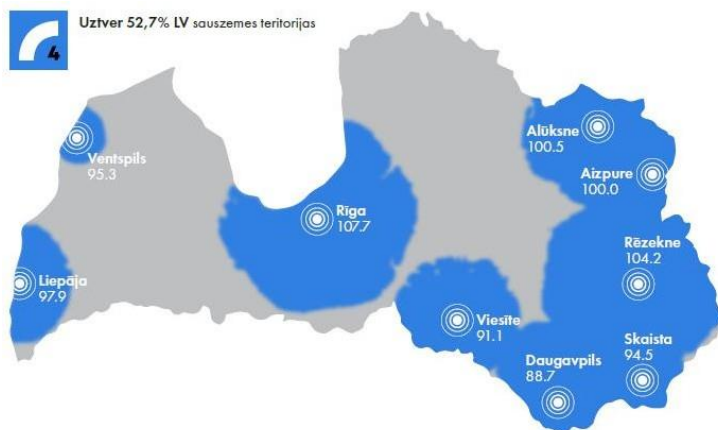 4
Uztver 52,7% LV sauszemes teritorijas
Ventspils
95.3
Alūksne
100.5
Aizpure
100.0
Rīga
107.7
Rēzekne
104.2
Liepāja
97.9
Viesīte
91.1
Skaista
94.5
Daugavpils
88.7